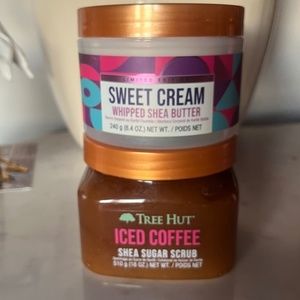 LIMITED EDITION
SWEET CREAM
WHIPPED SHEA BUTTER
240 g (8.4 OZ.) NET WT. / POIDS NET
TREE HUT
ICED COFFEE
SHEA SUGAR SCRUB
510 g (18 OZ.) NET WT. / POIDS NET